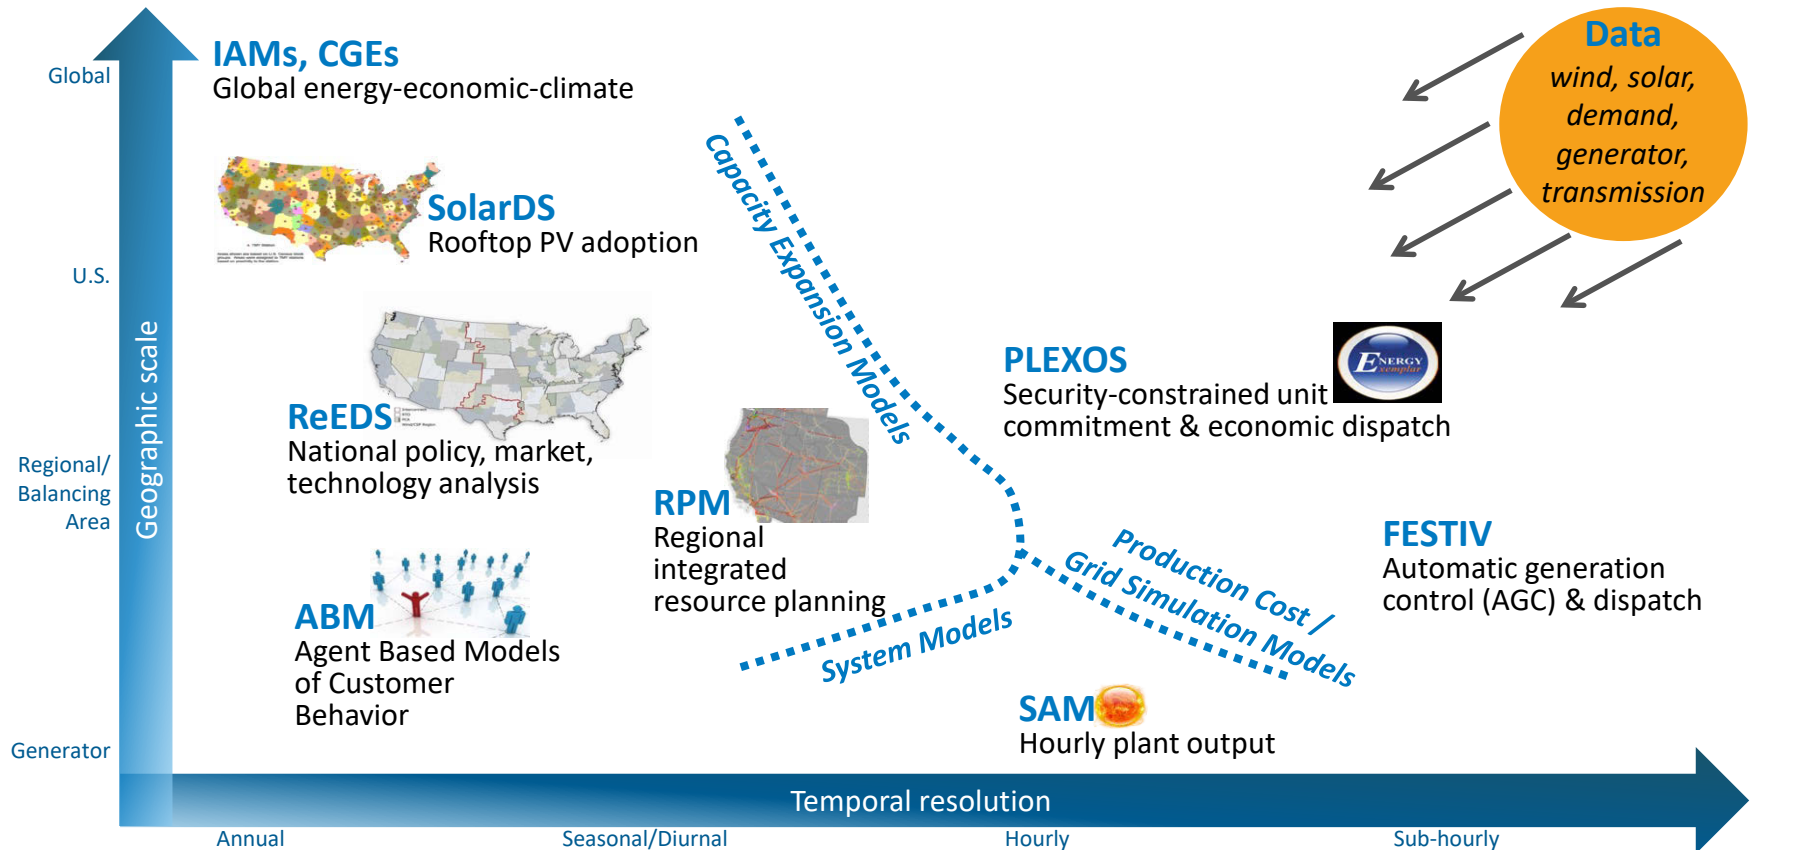 IAMs, CGEs
Global energy-economic-climate
Data
wind, solar,
demand,
generator,
transmission
Global
U.S.
Regional/
Balancing
Area
Generator
Geographic scale
SolarDS
Rooftop PV adoption
Capacity Expansion Models
ReEDS
National policy, market,
technology analysis
PLEXOS
Security-constrained unit
commitment & economic dispatch
ENERGY
Exemplar
RPM
Regional
integrated
resource planning
FESTIV
Automatic generation
control (AGC) & dispatch
Production Cost /
Grid Simulation Models
System Models
ABM
Agent Based Models
of Customer
Behavior
SAM
Hourly plant output
Temporal resolution
Annual
Seasonal/Diurnal
Hourly
Sub-hourly